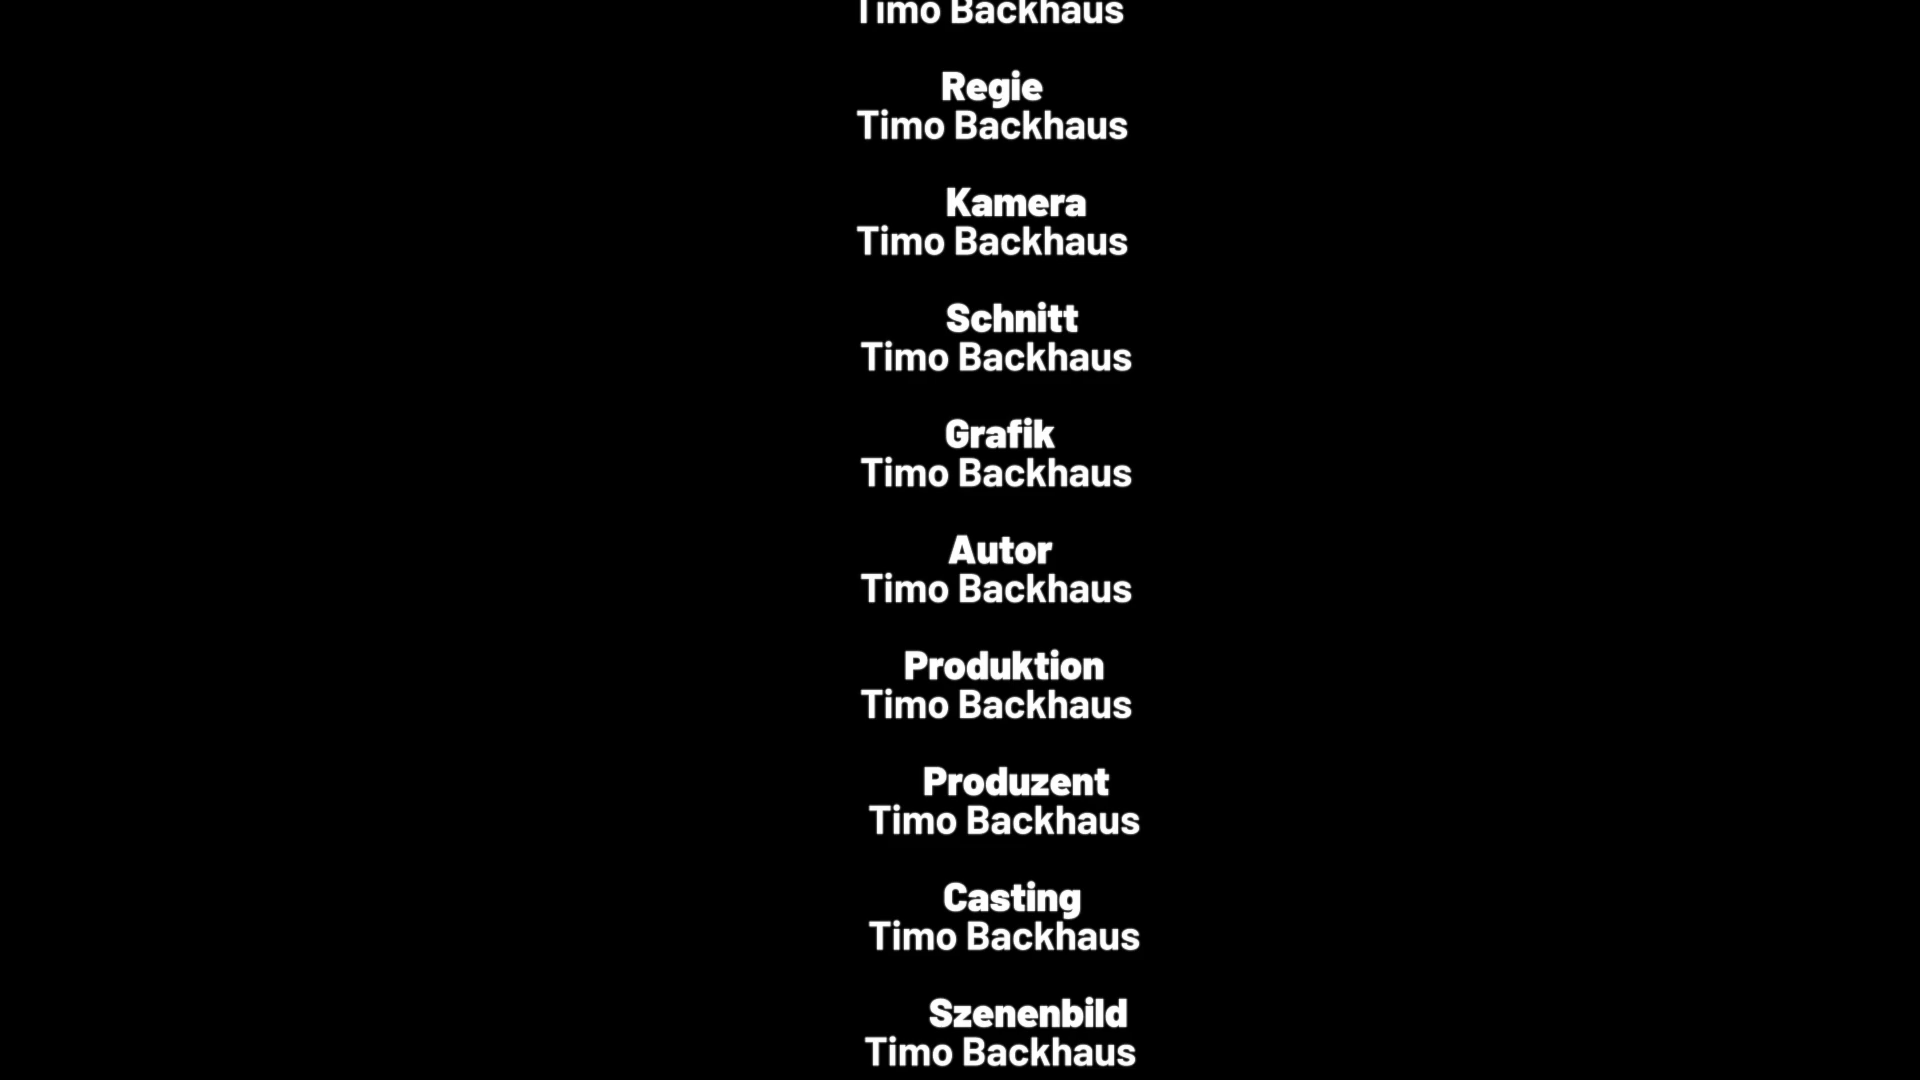 Timo Backhaus
Regie
Timo Backhaus
Kamera
Timo Backhaus
Schnitt
Timo Backhaus
Grafik
Timo Backhaus
Autor
Timo Backhaus
Produktion
Timo Backhaus
Produzent
Timo Backhaus
Casting
Timo Backhaus
Szenenbild
Timo Backhaus